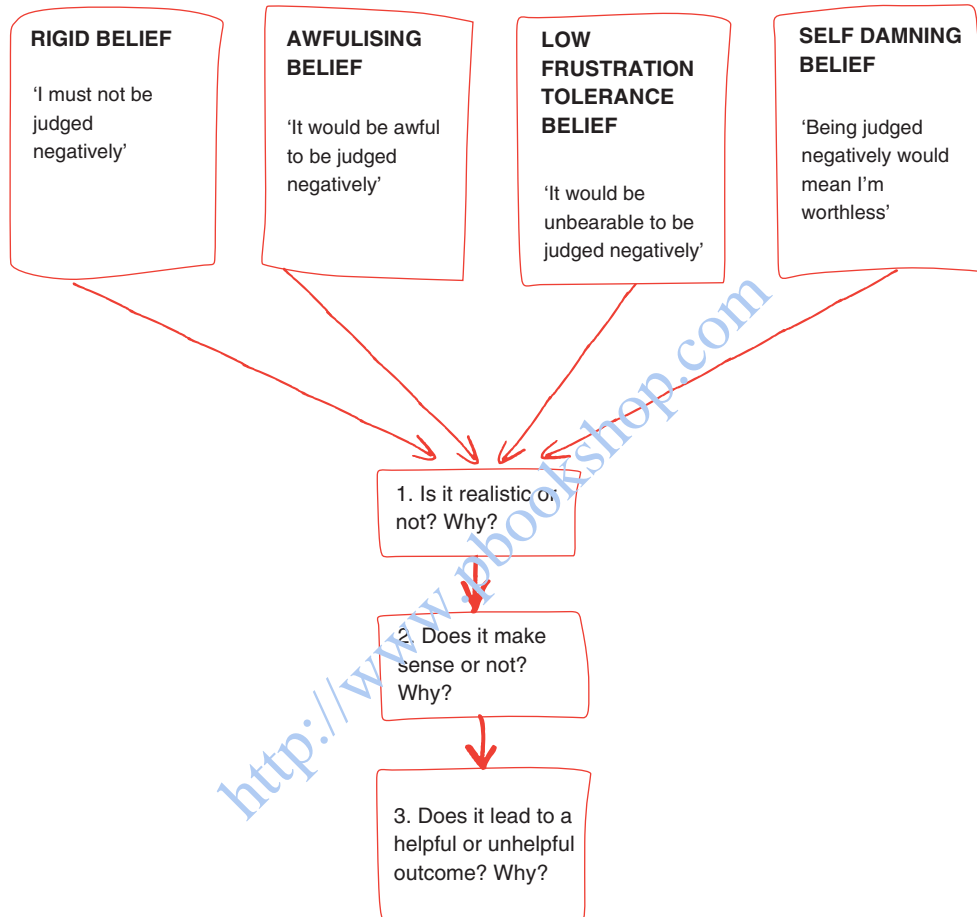 RIGID BELIEF
‘I must not be
judged
negatively’
AWFULISING
BELIEF
‘It would be awful
to be judged
negatively’
LOW
FRUSTRATION
TOLERANCE
BELIEF
‘It would be
unbearable to be
judged negatively’
SELF DAMNING
BELIEF
‘Being judged
negatively would
mean I’m
worthless’
1. Is it realistic or
not? Why?
2. Does it make
sense or not?
Why?
3. Does it lead to a
helpful or unhelpful
outcome? Why?
http://www.pbookshop.com